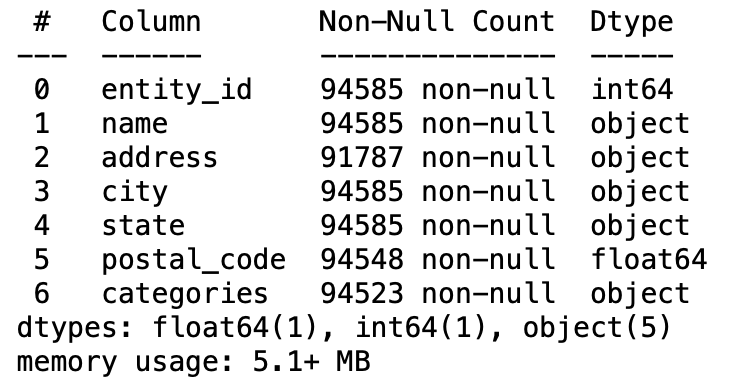 #   Column       Non-Null Count  Dtype
---  ------       --------------  -----
 0   entity_id    94585 non-null  int64
 1   name         94585 non-null  object
 2   address      91787 non-null  object
 3   city         94585 non-null  object
 4   state        94585 non-null  object
 5   postal_code  94548 non-null  float64
 6   categories   94523 non-null  object
dtypes: float64(1), int64(1), object(5)
memory usage: 5.1+ MB